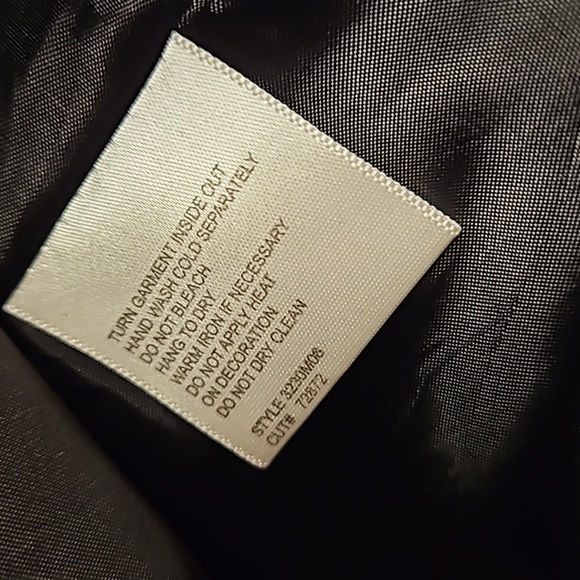 TURN GARMENT INSIDE OUT
HAND WASH COLD SEPARATELY
DO NOT BLEACH
HANG TO DRY
WARM IRON IF NECESSARY
DO NOT APPLY HEAT
ON DECORATION
DO NOT DRY CLEAN
STYLE 3230M06
CUT# 72872